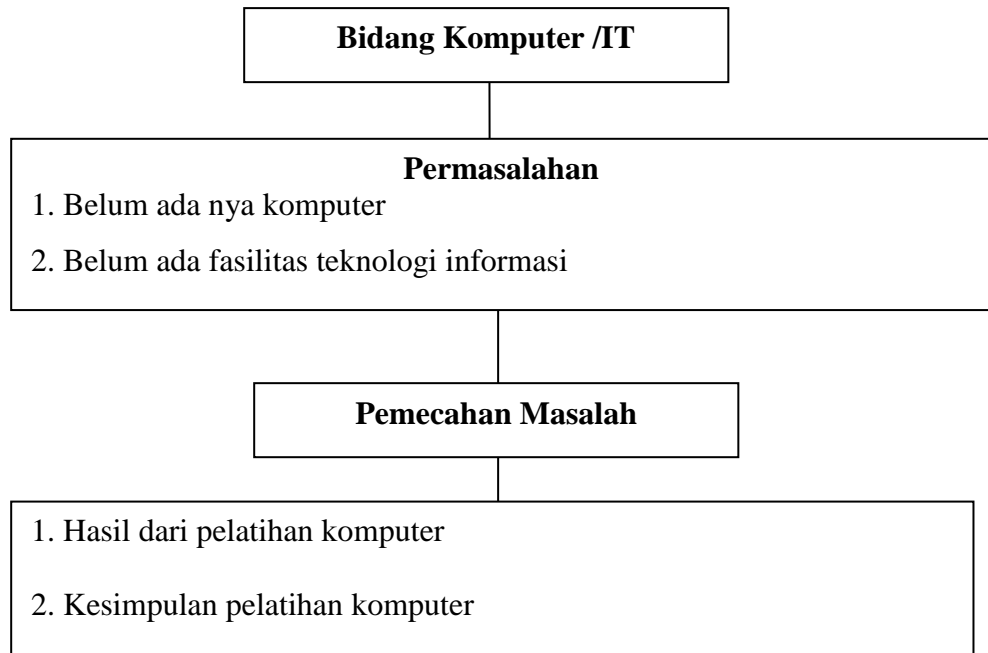 Bidang Komputer /IT
Permasalahan
1. Belum ada nya komputer
2. Belum ada fasilitas teknologi informasi
Pemecahan Masalah
1. Hasil dari pelatihan komputer
2. Kesimpulan pelatihan komputer